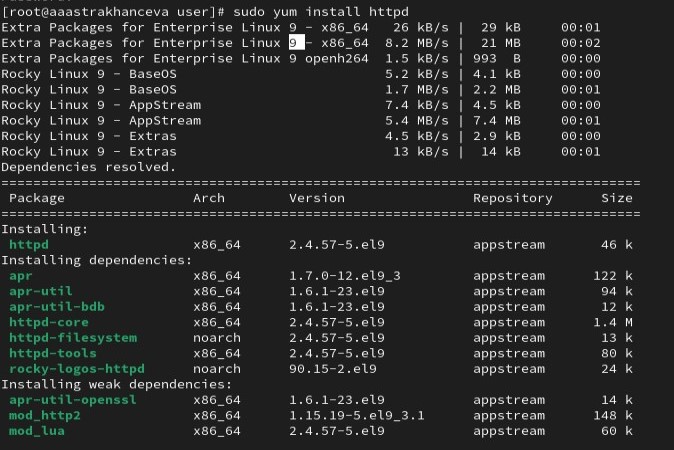 [root@aaastrakhanceva user]# sudo yum install httpd
Extra Packages for Enterprise Linux 9 - x86_64 26 kB/s | 29 kB 00:01
Extra Packages for Enterprise Linux 9 - x86_64 8.2 MB/s | 21 MB 00:02
Extra Packages for Enterprise Linux 9 openh264 1.5 kB/s | 993 B 00:00
Rocky Linux 9 - BaseOS 5.2 kB/s | 4.1 kB 00:00
Rocky Linux 9 - BaseOS 1.7 MB/s | 2.2 MB 00:01
Rocky Linux 9 - AppStream 7.4 kB/s | 4.5 kB 00:00
Rocky Linux 9 - AppStream 5.4 MB/s | 7.4 MB 00:01
Rocky Linux 9 - Extras 4.5 kB/s | 2.9 kB 00:00
Rocky Linux 9 - Extras 13 kB/s | 14 kB 00:01
Dependencies resolved.
================================================================================
Package Arch Version Repository Size
================================================================================
Installing:
httpd x86_64 2.4.57-5.el9 appstream 46 k
Installing dependencies:
apr x86_64 1.7.0-12.el9_3 appstream 122 k
apr-util x86_64 1.6.1-23.el9 appstream 94 k
apr-util-bdb x86_64 1.6.1-23.el9 appstream 12 k
httpd-core x86_64 2.4.57-5.el9 appstream 1.4 M
httpd-filesystem noarch 2.4.57-5.el9 appstream 13 k
httpd-tools x86_64 2.4.57-5.el9 appstream 80 k
rocky-logos-httpd noarch 90.15-2.el9 appstream 24 k
Installing weak dependencies:
apr-util-openssl x86_64 1.6.1-23.el9 appstream 14 k
mod_http2 x86_64 1.15.19-5.el9_3.1 appstream 148 k
mod_lua x86_64 2.4.57-5.el9 appstream 60 k